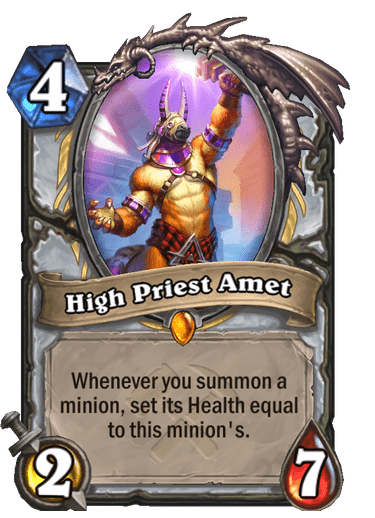 4
High Priest Amet
Whenever you summon a
minion, set its Health equal
to this minion's.
2
7